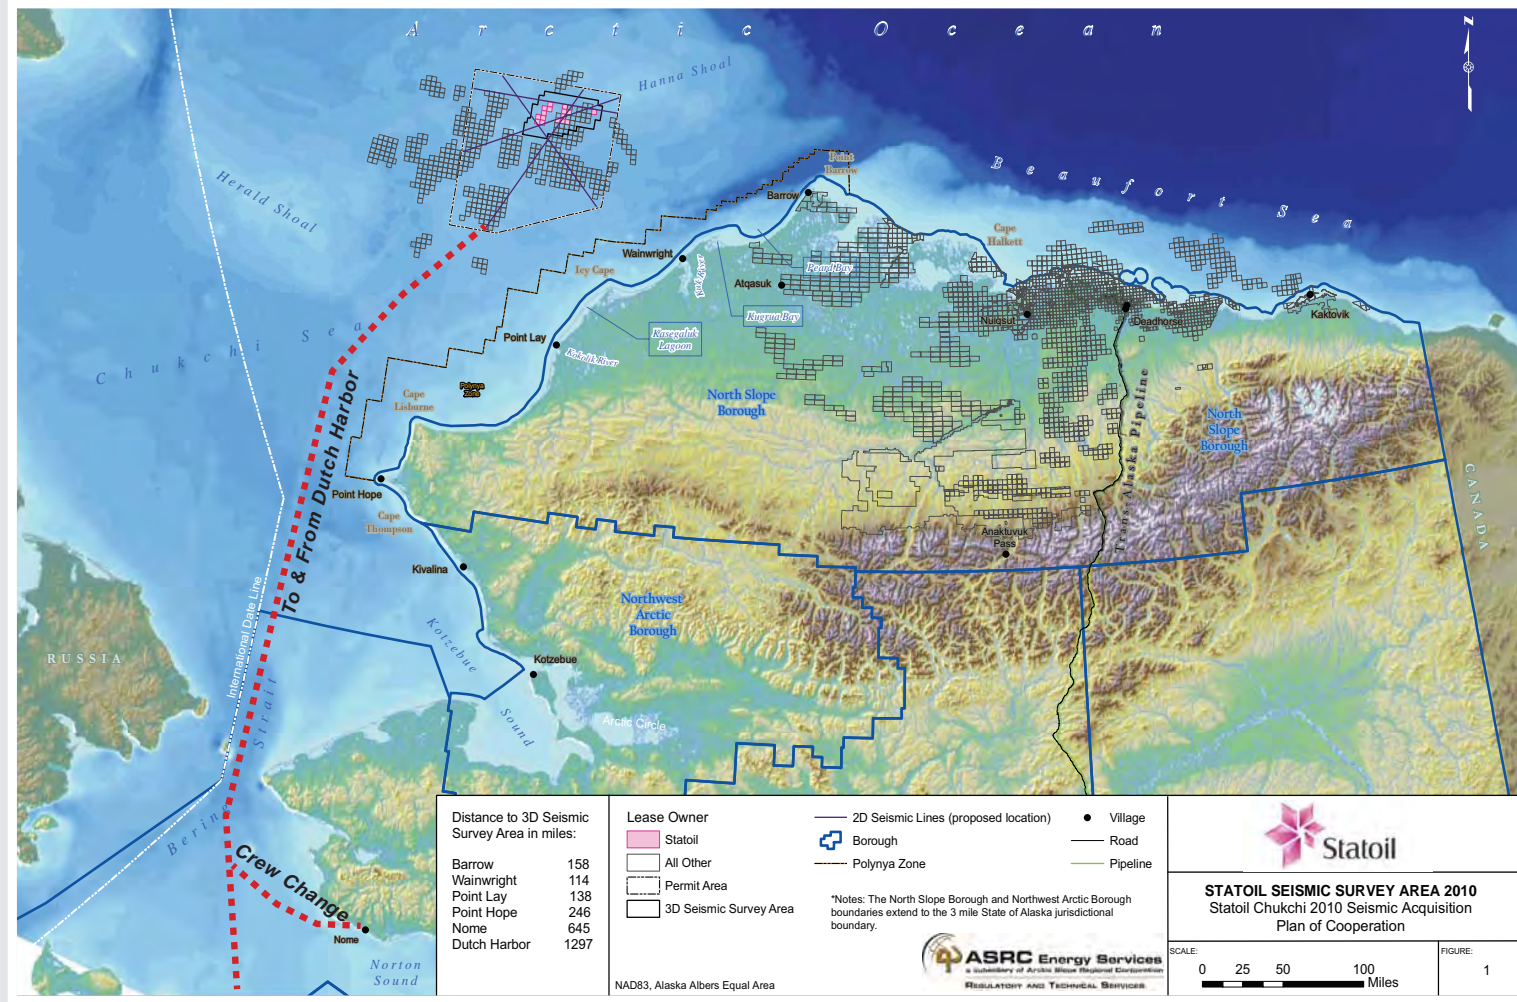 Arctic Ocean
N
Hanna Shoal
Herald Shoal
Beaufort Sea
Chukchi Sea
Point
Barrow
Barrow
Cape
Halkett
Wainwright
Icy Cape
Kuk River
Peard Bay
Atqasuk
Kugrua Bay
Kasegaluk
Lagoon
Point Lay
Kokolik River
Nuiqsut
Deadhorse
Kaktovik
Polynya
Zone
Cape
Lisburne
North Slope
Borough
North
Slope
Borough
Trans-Alaska Pipeline
CANADA
To & From Dutch Harbor
Point Hope
Cape
Thompson
Anaktuvuk
Pass
Kivalina
Northwest
Arctic
Borough
RUSSIA
International Date Line
Kotzebue
Sound
Kotzebue
Arctic Circle
Bering
Strait
Crew Change
Nome
Norton
Sound
Distance to 3D Seismic
Survey Area in miles:
Barrow 158
Wainwright 114
Point Lay 138
Point Hope 246
Nome 645
Dutch Harbor 1297
Lease Owner
Statoil
All Other
Permit Area
3D Seismic Survey Area
2D Seismic Lines (proposed location)
Borough
Polynya Zone
Village
Road
Pipeline
*Notes: The North Slope Borough and Northwest Arctic Borough
boundaries extend to the 3 mile State of Alaska jurisdictional
boundary.
NAD83, Alaska Albers Equal Area
ASRC Energy Services
a subsidiary of Arctic Slope Regional Corporation
REGULATORY AND TECHNICAL SERVICES
Statoil
STATOIL SEISMIC SURVEY AREA 2010
Statoil Chukchi 2010 Seismic Acquisition
Plan of Cooperation
SCALE:
0 25 50 100
Miles
FIGURE:
1